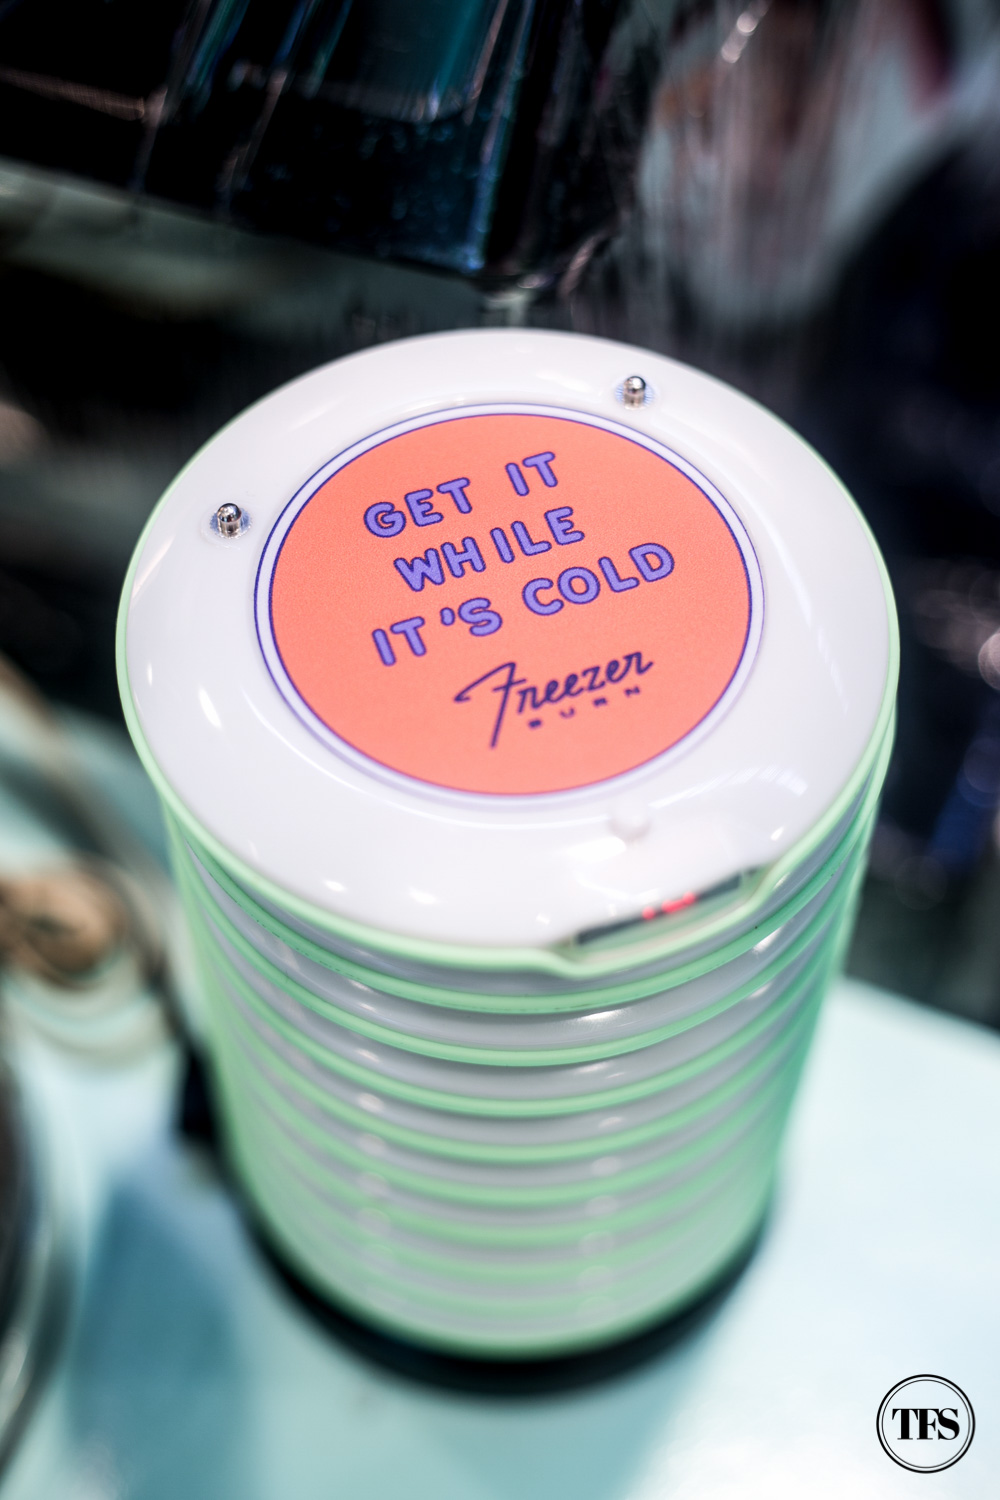 GET IT
WHILE
IT'S COLD
Freezer
BURN
TFS